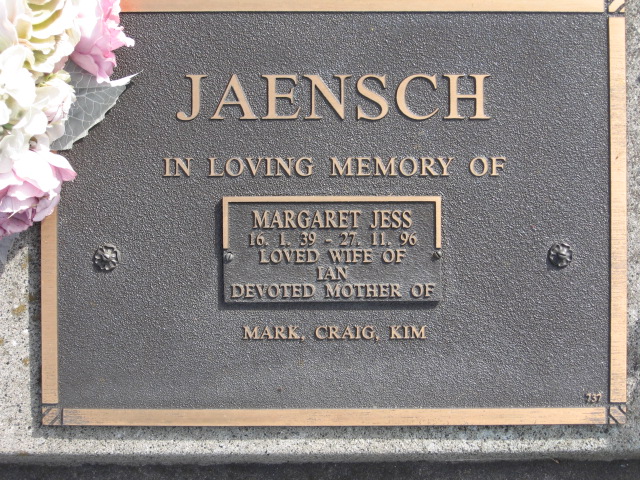 JAENSCH
IN LOVING MEMORY OF
MARGARET JESS
16. 1. 39 - 27. 11. 96
LOVED WIFE OF
IAN
DEVOTED MOTHER OF
MARK, CRAIG, KIM
737